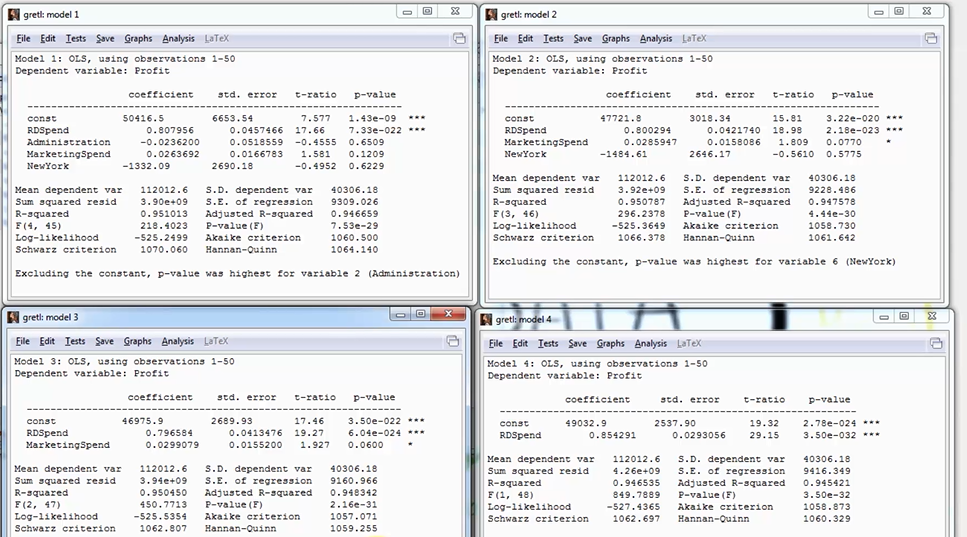 gretl: model 1
File Edit Tests Save Graphs Analysis LaTeX
Model 1: OLS, using observations 1-50
Dependent variable: Profit
coefficient std. error t-ratio p-value
const 50416.5 6653.54 7.577 1.43e-09 ***
RDSpend 0.807956 0.0457466 17.66 7.33e-022 ***
Administration -0.0236200 0.0518559 -0.4555 0.6509
MarketingSpend 0.0263692 0.0166783 1.581 0.1209
NewYork -1332.09 2690.18 -0.4952 0.6229
Mean dependent var 112012.6 S.D. dependent var 40306.18
Sum squared resid 3.90e+09 S.E. of regression 9309.026
R-squared 0.951013 Adjusted R-squared 0.946659
F(4, 45) 218.4023 P-value(F) 7.53e-29
Log-likelihood -525.2499 Akaike criterion 1060.500
Schwarz criterion 1070.060 Hannan-Quinn 1064.140
Excluding the constant, p-value was highest for variable 2 (Administration)
gretl: model 2
File Edit Tests Save Graphs Analysis LaTeX
Model 2: OLS, using observations 1-50
Dependent variable: Profit
coefficient std. error t-ratio p-value
const 47721.8 3018.34 15.81 3.22e-020 ***
RDSpend 0.800294 0.0421740 18.98 2.18e-023 ***
MarketingSpend 0.0285947 0.0158086 1.809 0.0770 *
NewYork -1484.61 2646.17 -0.5610 0.5775
Mean dependent var 112012.6 S.D. dependent var 40306.18
Sum squared resid 3.92e+09 S.E. of regression 9228.486
R-squared 0.950787 Adjusted R-squared 0.947578
F(3, 46) 296.2378 P-value(F) 4.44e-30
Log-likelihood -525.3649 Akaike criterion 1058.730
Schwarz criterion 1066.378 Hannan-Quinn 1061.642
Excluding the constant, p-value was highest for variable 6 (NewYork)
gretl: model 3
File Edit Tests Save Graphs Analysis LaTeX
Model 3: OLS, using observations 1-50
Dependent variable: Profit
coefficient std. error t-ratio p-value
const 46975.9 2689.93 17.46 3.50e-022 ***
RDSpend 0.796584 0.0413476 19.27 6.04e-024 ***
MarketingSpend 0.0299079 0.0155200 1.927 0.0600 *
Mean dependent var 112012.6 S.D. dependent var 40306.18
Sum squared resid 3.94e+09 S.E. of regression 9160.966
R-squared 0.950450 Adjusted R-squared 0.948342
F(2, 47) 450.7713 P-value(F) 2.16e-31
Log-likelihood -525.5354 Akaike criterion 1057.071
Schwarz criterion 1062.807 Hannan-Quinn 1059.255
gretl: model 4
File Edit Tests Save Graphs Analysis LaTeX
Model 4: OLS, using observations 1-50
Dependent variable: Profit
coefficient std. error t-ratio p-value
const 49032.9 2537.90 19.32 2.78e-024 ***
RDSpend 0.854291 0.0293056 29.15 3.50e-032 ***
Mean dependent var 112012.6 S.D. dependent var 40306.18
Sum squared resid 4.26e+09 S.E. of regression 9416.349
R-squared 0.946535 Adjusted R-squared 0.945421
F(1, 48) 849.7889 P-value(F) 3.50e-32
Log-likelihood -527.4365 Akaike criterion 1058.873
Schwarz criterion 1062.697 Hannan-Quinn 1060.329